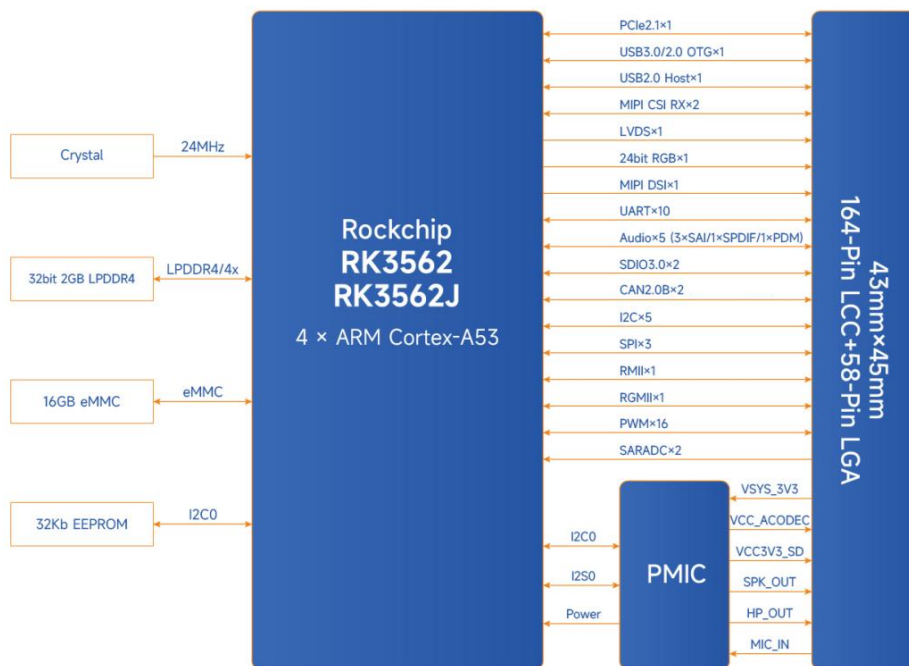 Crystal
24MHz
32bit 2GB LPDDR4
LPDDR4/4x
16GB eMMC
eMMC
32Kb EEPROM
I2C0
Rockchip
RK3562
RK3562J
4 × ARM Cortex-A53
PCIe2.1×1
USB3.0/2.0 OTG×1
USB2.0 Host×1
MIPI CSI RX×2
LVDS×1
24bit RGB×1
MIPI DSI×1
UART×10
Audio×5 (3×SAI/1×SPDIF/1×PDM)
SDIO3.0×2
CAN2.0B×2
I2C×5
SPI×3
RMII×1
RGMII×1
PWM×16
SARADC×2
I2C0
I2S0
Power
PMIC
VSYS_3V3
VCC_ACODEC
VCC3V3_SD
SPK_OUT
HP_OUT
MIC_IN
43mm×45mm
164-Pin LCC+58-Pin LGA